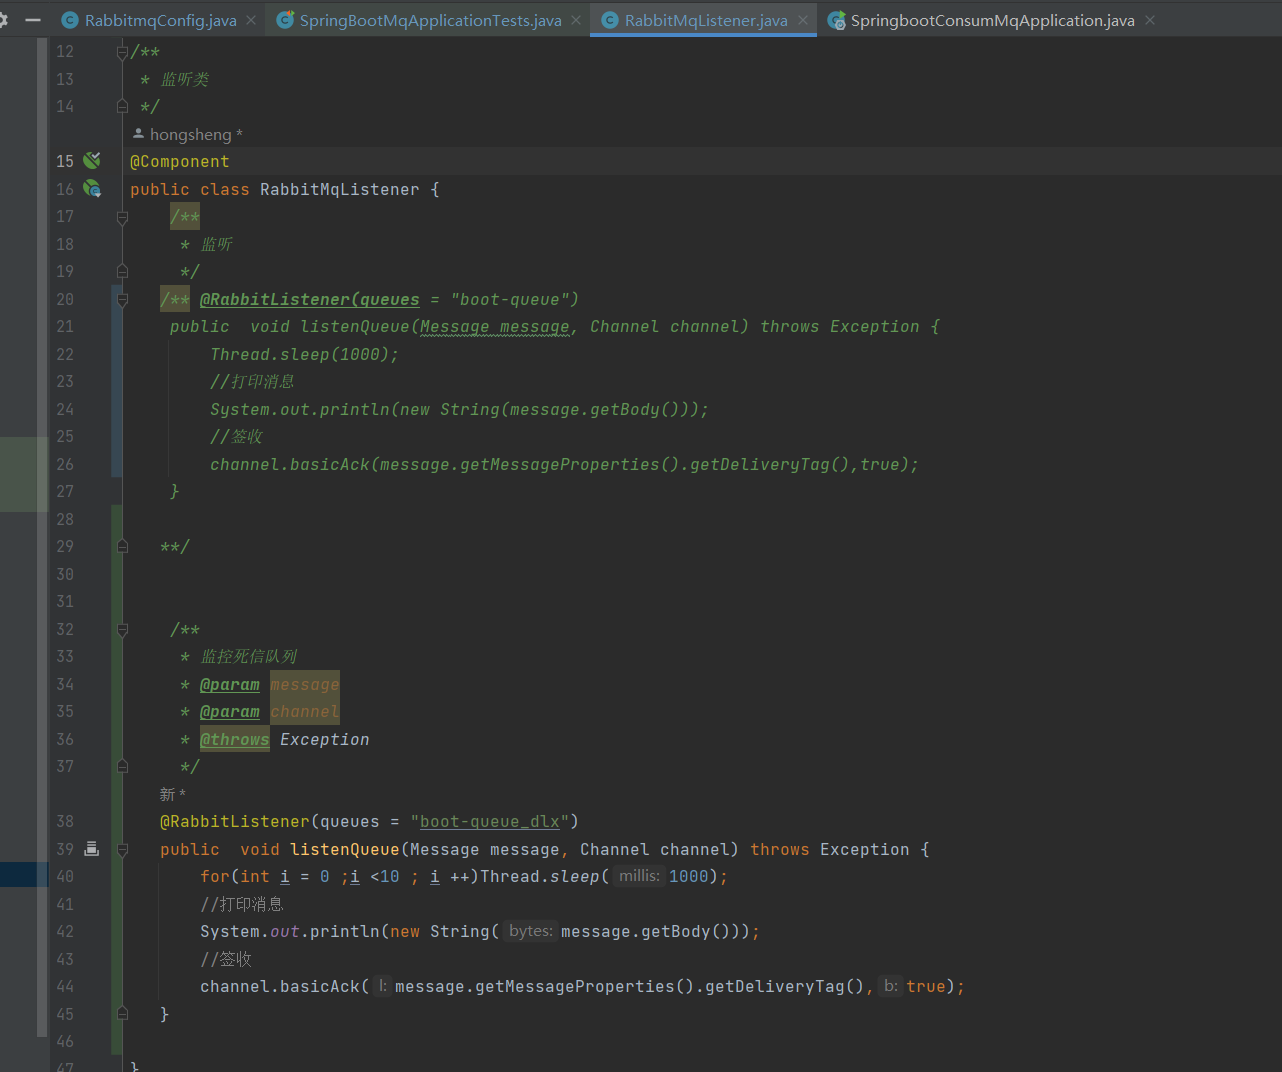 RabbitmqConfig.java SpringBootMqApplicationTests.java RabbitMqListener.java SpringbootConsumMqApplication.java
12 /**
13 * 监听类
14 */
hongsheng *
15 @Component
16 public class RabbitMqListener {
17 /**
18 * 监听
19 */
20 /** @RabbitListener(queues = "boot-queue")
21 public  void listenQueue(Message message, Channel channel) throws Exception {
22 Thread.sleep(1000);
23 //打印消息
24 System.out.println(new String(message.getBody()));
25 //签收
26 channel.basicAck(message.getMessageProperties().getDeliveryTag(),true);
27 }
28
29 **/
30
31
32 /**
33 * 监控死信队列
34 * @param message
35 * @param channel
36 * @throws Exception
37 */
新 *
38 @RabbitListener(queues = "boot-queue_dlx")
39 public  void listenQueue(Message message, Channel channel) throws Exception {
40 for(int i = 0 ;i <10 ; i ++)Thread.sleep( millis: 1000);
41 //打印消息
42 System.out.println(new String( bytes: message.getBody()));
43 //签收
44 channel.basicAck( l: message.getMessageProperties().getDeliveryTag(), b: true);
45 }
46
47 }